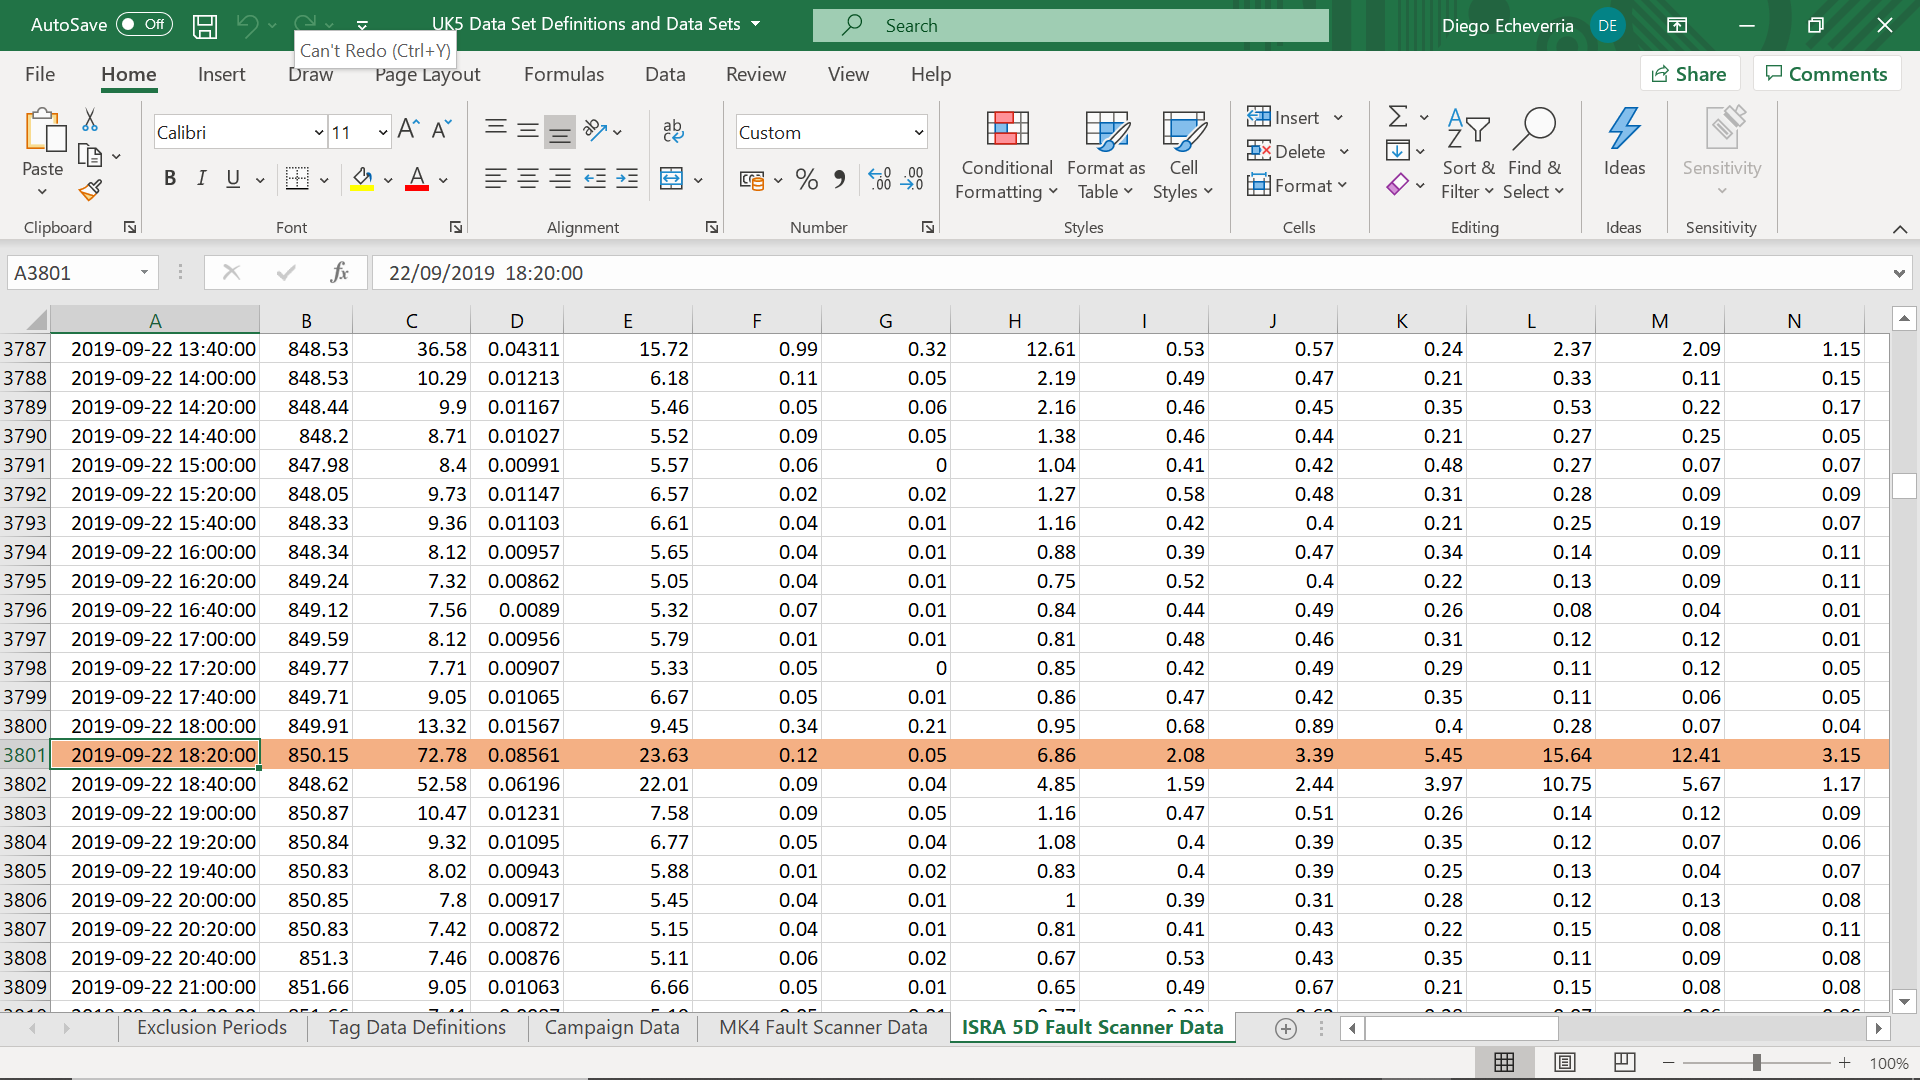 AutoSave Off UK5 Data Set Definitions and Data Sets Search Diego Echeverria DE
Can't Redo (Ctrl+Y)
File Home Insert Draw Page Layout Formulas Data Review View Help Share Comments
Paste
Calibri 11
B I U A
ab
Custom
% .00
Conditional Formatting
Format as Table
Cell Styles
Insert
Delete
Format
Sort & Filter
Find & Select
Ideas
Sensitivity
Clipboard Font Alignment Number Styles Cells Editing Ideas Sensitivity
A3801 fx 22/09/2019 18:20:00
A B C D E F G H I J K L M N
3787 2019-09-22 13:40:00 848.53 36.58 0.04311 15.72 0.99 0.32 12.61 0.53 0.57 0.24 2.37 2.09 1.15
3788 2019-09-22 14:00:00 848.53 10.29 0.01213 6.18 0.11 0.05 2.19 0.49 0.47 0.21 0.33 0.11 0.15
3789 2019-09-22 14:20:00 848.44 9.9 0.01167 5.46 0.05 0.06 2.16 0.46 0.45 0.35 0.53 0.22 0.17
3790 2019-09-22 14:40:00 848.2 8.71 0.01027 5.52 0.09 0.05 1.38 0.46 0.44 0.21 0.27 0.25 0.05
3791 2019-09-22 15:00:00 847.98 8.4 0.00991 5.57 0.06 0 1.04 0.41 0.42 0.48 0.27 0.07 0.07
3792 2019-09-22 15:20:00 848.05 9.73 0.01147 6.57 0.02 0.02 1.27 0.58 0.48 0.31 0.28 0.09 0.09
3793 2019-09-22 15:40:00 848.33 9.36 0.01103 6.61 0.04 0.01 1.16 0.42 0.4 0.21 0.25 0.19 0.07
3794 2019-09-22 16:00:00 848.34 8.12 0.00957 5.65 0.04 0.01 0.88 0.39 0.47 0.34 0.14 0.09 0.11
3795 2019-09-22 16:20:00 849.24 7.32 0.00862 5.05 0.04 0.01 0.75 0.52 0.4 0.22 0.13 0.09 0.11
3796 2019-09-22 16:40:00 849.12 7.56 0.0089 5.32 0.07 0.01 0.84 0.44 0.49 0.26 0.08 0.04 0.01
3797 2019-09-22 17:00:00 849.59 8.12 0.00956 5.79 0.01 0.01 0.81 0.48 0.46 0.31 0.12 0.12 0.01
3798 2019-09-22 17:20:00 849.77 7.71 0.00907 5.33 0.05 0 0.85 0.42 0.49 0.29 0.11 0.12 0.05
3799 2019-09-22 17:40:00 849.71 9.05 0.01065 6.67 0.05 0.01 0.86 0.47 0.42 0.35 0.11 0.06 0.05
3800 2019-09-22 18:00:00 849.91 13.32 0.01567 9.45 0.34 0.21 0.95 0.68 0.89 0.4 0.28 0.07 0.04
3801 2019-09-22 18:20:00 850.15 72.78 0.08561 23.63 0.12 0.05 6.86 2.08 3.39 5.45 15.64 12.41 3.15
3802 2019-09-22 18:40:00 848.62 52.58 0.06196 22.01 0.09 0.04 4.85 1.59 2.44 3.97 10.75 5.67 1.17
3803 2019-09-22 19:00:00 850.87 10.47 0.01231 7.58 0.09 0.05 1.16 0.47 0.51 0.26 0.14 0.12 0.09
3804 2019-09-22 19:20:00 850.84 9.32 0.01095 6.77 0.05 0.04 1.08 0.4 0.39 0.35 0.12 0.07 0.06
3805 2019-09-22 19:40:00 850.83 8.02 0.00943 5.88 0.01 0.02 0.83 0.4 0.39 0.25 0.13 0.04 0.07
3806 2019-09-22 20:00:00 850.85 7.8 0.00917 5.45 0.04 0.01 1 0.39 0.31 0.28 0.12 0.13 0.08
3807 2019-09-22 20:20:00 850.83 7.42 0.00872 5.15 0.04 0.01 0.81 0.41 0.43 0.22 0.15 0.08 0.11
3808 2019-09-22 20:40:00 851.3 7.46 0.00876 5.11 0.06 0.02 0.67 0.53 0.43 0.35 0.11 0.09 0.08
3809 2019-09-22 21:00:00 851.66 9.05 0.01063 6.66 0.05 0.01 0.65 0.49 0.67 0.21 0.15 0.08 0.08
Exclusion Periods Tag Data Definitions Campaign Data MK4 Fault Scanner Data ISRA 5D Fault Scanner Data
100%